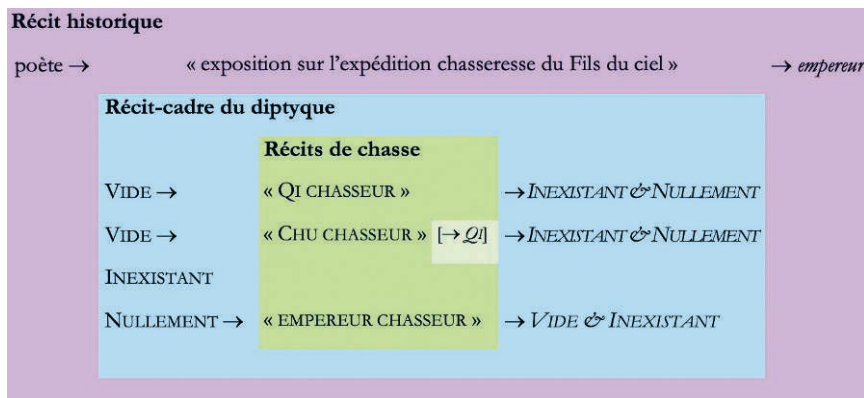 Récit historique
poète → « exposition sur l’expédition chasseresse du Fils du ciel » → empereur
Récit-cadre du diptyque
Récits de chasse
VIDE → « QI CHASSEUR » → INEXISTANT & NULLEMENT
VIDE → « CHU CHASSEUR » [→ QI] → INEXISTANT & NULLEMENT
INEXISTANT
NULLEMENT → « EMPEREUR CHASSEUR » → VIDE & INEXISTANT